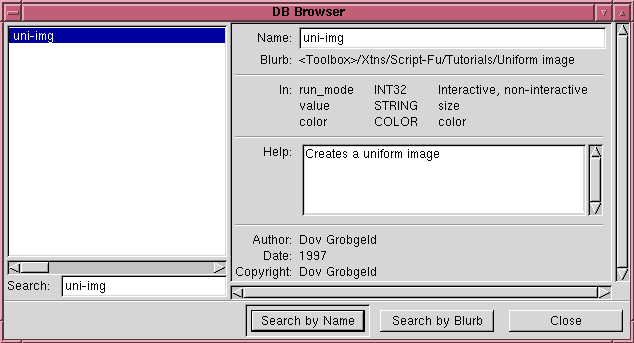 DB Browser
uni-img
Name: uni-img
Blurb: <Toolbox>/Xtns/Script-Fu/Tutorials/Uniform image
In: run_mode INT32 Interactive, non-interactive
value STRING size
color COLOR color
Help: Creates a uniform image
Author: Dov Grobgeld
Date: 1997
Copyright: Dov Grobgeld
Search: uni-img
Search by Name Search by Blurb Close